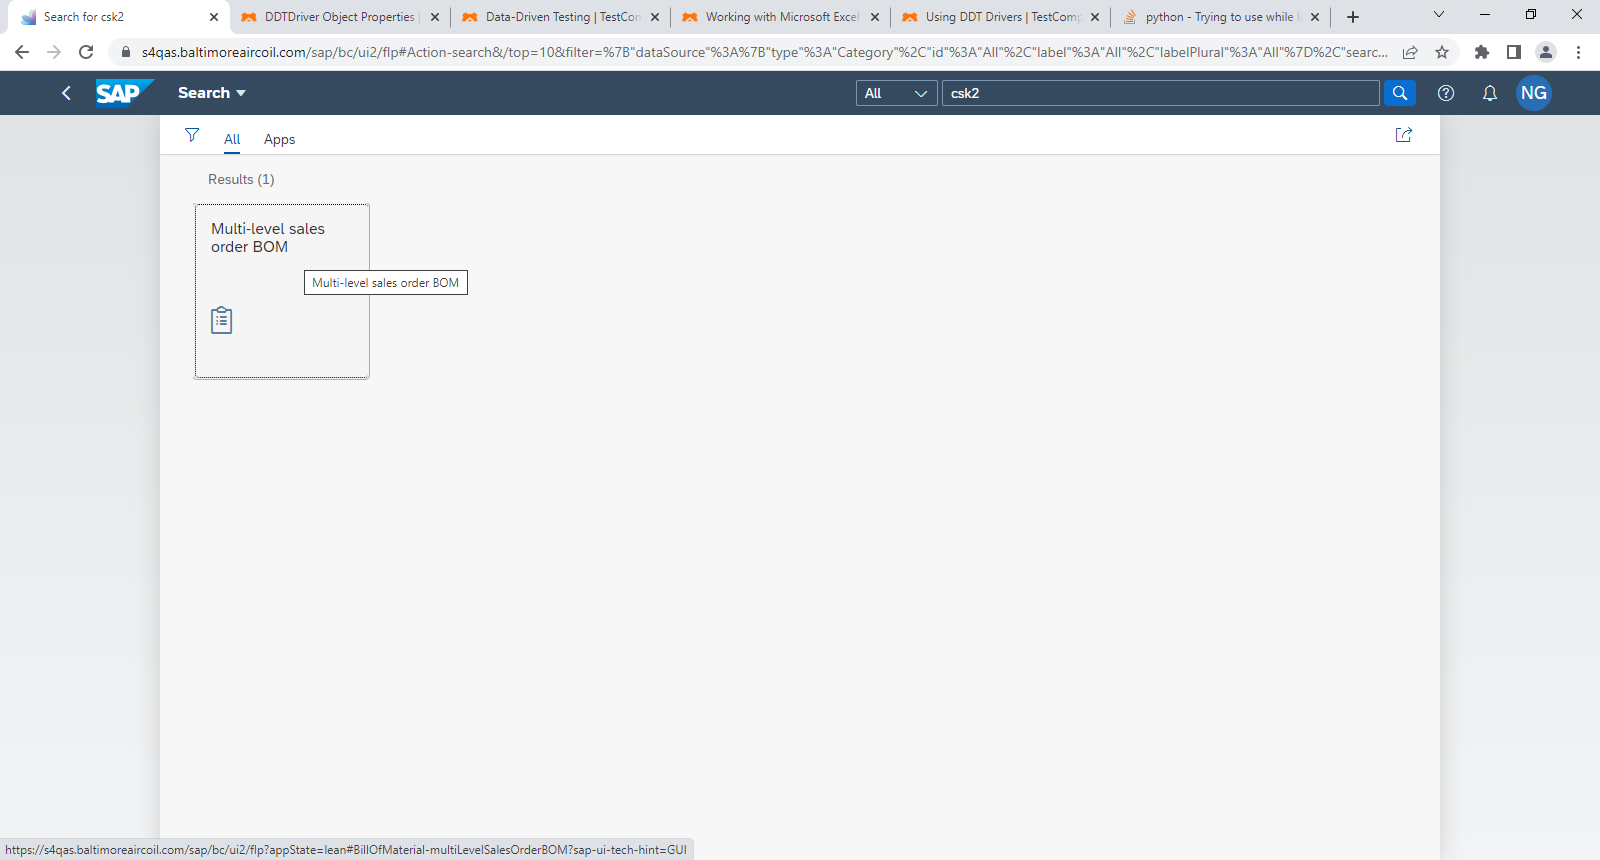 Search for csk2
DDTDriver Object Properties
Data-Driven Testing | TestCon
Working with Microsoft Excel
Using DDT Drivers | TestComp
python - Trying to use while l
s4qas.baltimoreaircoil.com/sap/bc/ui2/flp#Action-search&/top=10&filter=%7B"dataSource"%3A%7B"type"%3A"Category"%2C"id"%3A"All"%2C"label"%3A"All"%2C"labelPlural"%3A"All"%7D%2C"searc...
SAP
Search
All
csk2
NG
All
Apps
Results (1)
Multi-level sales
order BOM
Multi-level sales order BOM
https://s4qas.baltimoreaircoil.com/sap/bc/ui2/flp?appState=lean#BillOfMaterial-multiLevelSalesOrderBOM?sap-ui-tech-hint=GUI